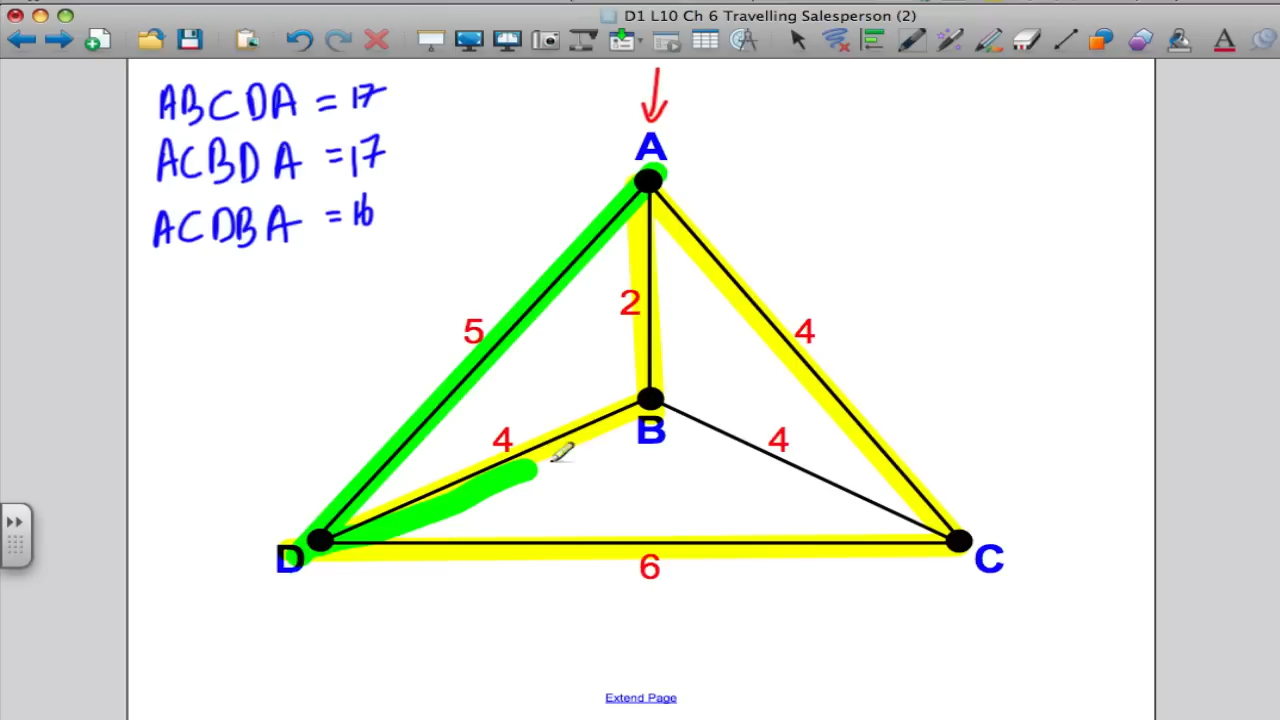 D1 L10 Ch 6 Travelling Salesperson (2)
ABCDA = 17
ACBDA = 17
ACDBA = 16
A
5
2
4
B
4
4
D
6
C
Extend Page